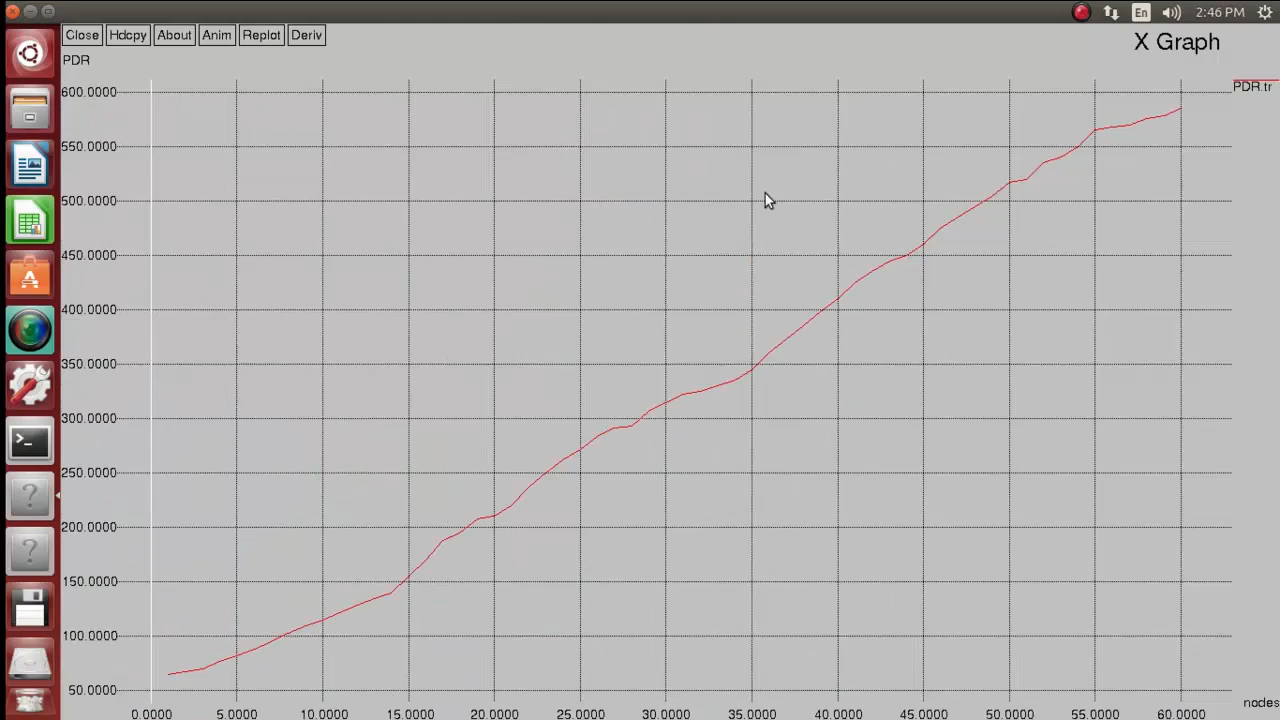 En 2:46 PM
Close Hdcpy About Anim Replot Deriv
X Graph
PDR
PDR.tr
600.0000
550.0000
500.0000
450.0000
400.0000
350.0000
300.0000
250.0000
200.0000
150.0000
100.0000
50.0000
nodes
0.0000 5.0000 10.0000 15.0000 20.0000 25.0000 30.0000 35.0000 40.0000 45.0000 50.0000 55.0000 60.0000